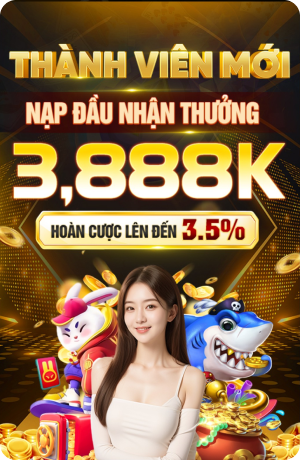 THÀNH VIÊN MỚI
NẠP ĐẦU NHẬN THƯỞNG
3,888K
HOÀN CƯỢC LÊN ĐẾN 3.5%